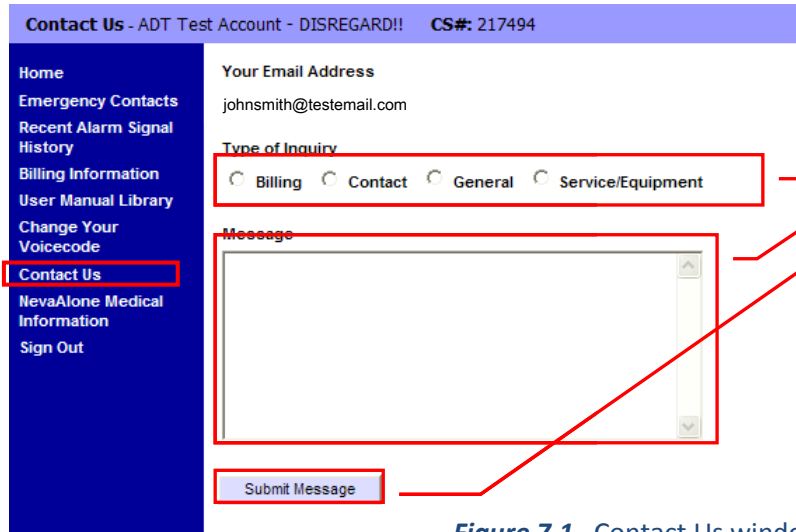 Contact Us - ADT Test Account - DISREGARD!! CS#: 217494
Home
Emergency Contacts
Recent Alarm Signal
History
Billing Information
User Manual Library
Change Your
Voicecode
Contact Us
NevaAlone Medical
Information
Sign Out
Your Email Address
johnsmith@testemail.com
Type of Inquiry
Billing Contact General Service/Equipment
Message
Submit Message
Figure 7.1 Contact Us